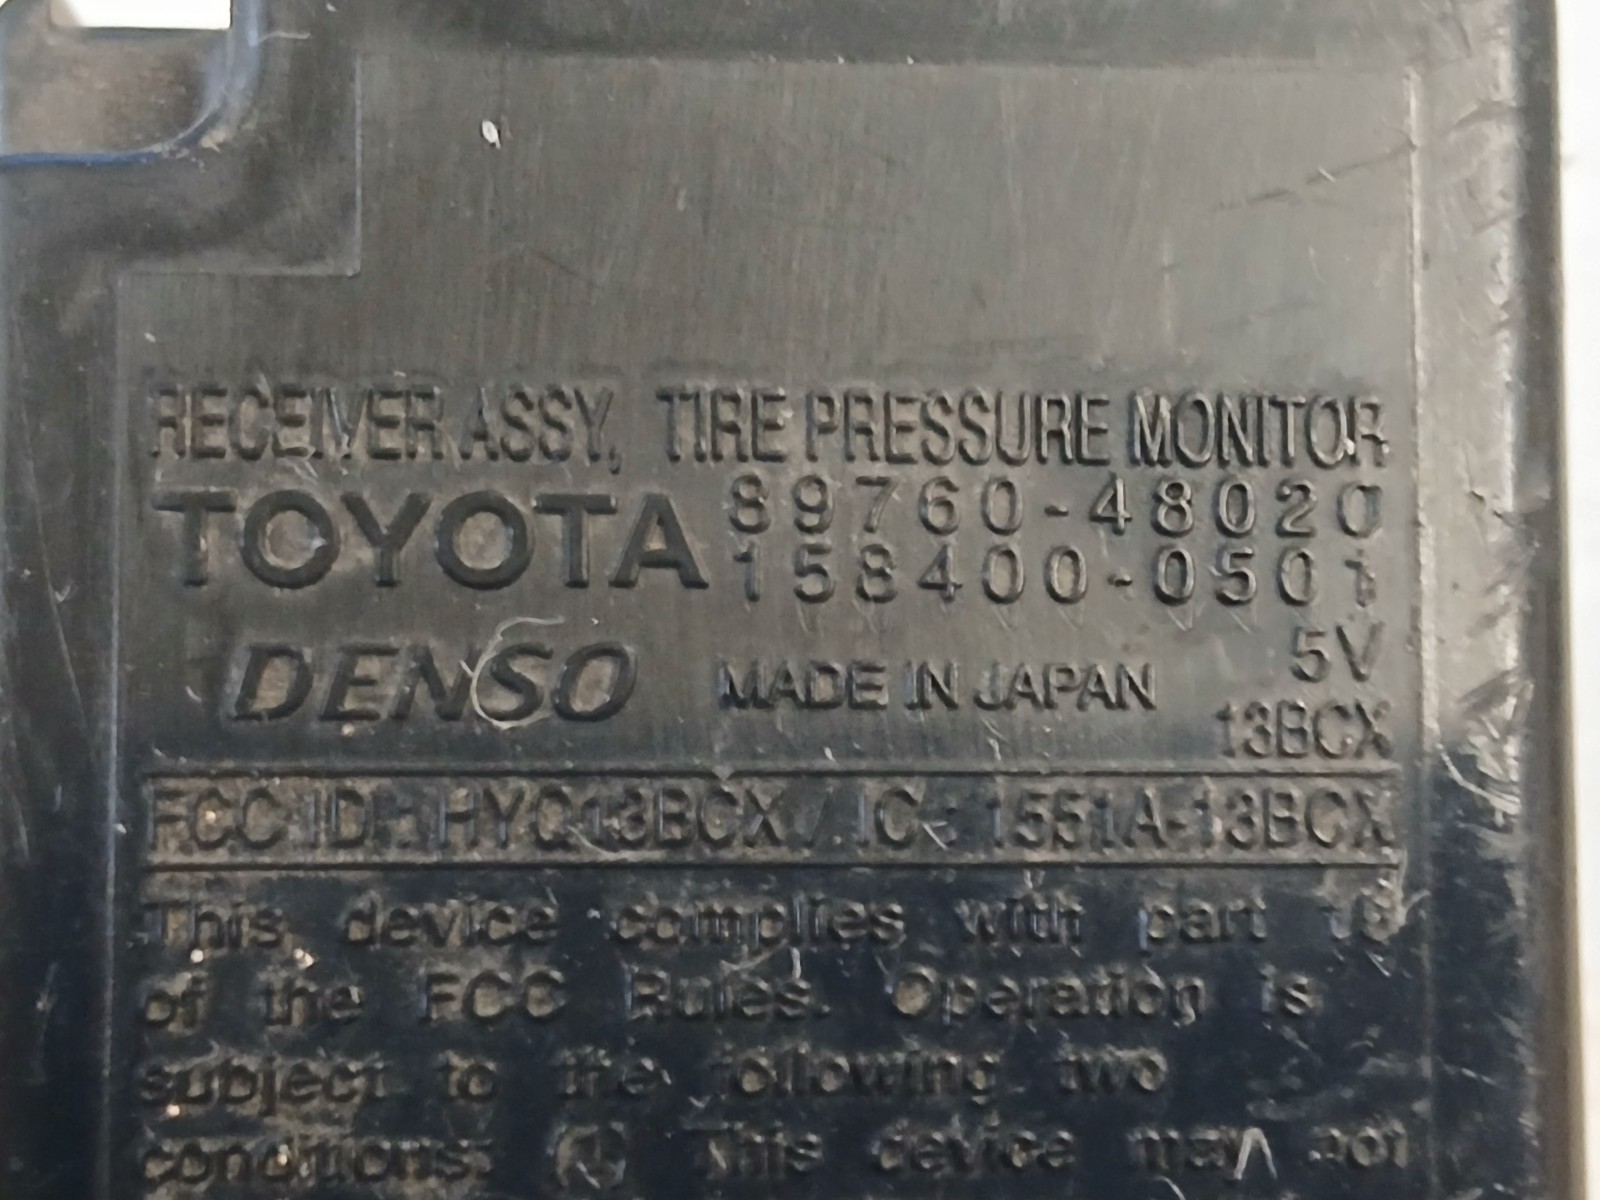 RECEIVER ASSY, TIRE PRESSURE MONITOR
TOYOTA 89760-48020
158400-0501
5V
DENSO MADE IN JAPAN
13BCX
FCC ID : HYQ13BCX / IC : 1551A-13BCX
This device complies with part 15
of the FCC Rules. Operation is
subject to the following two
conditions: (1) This device may not